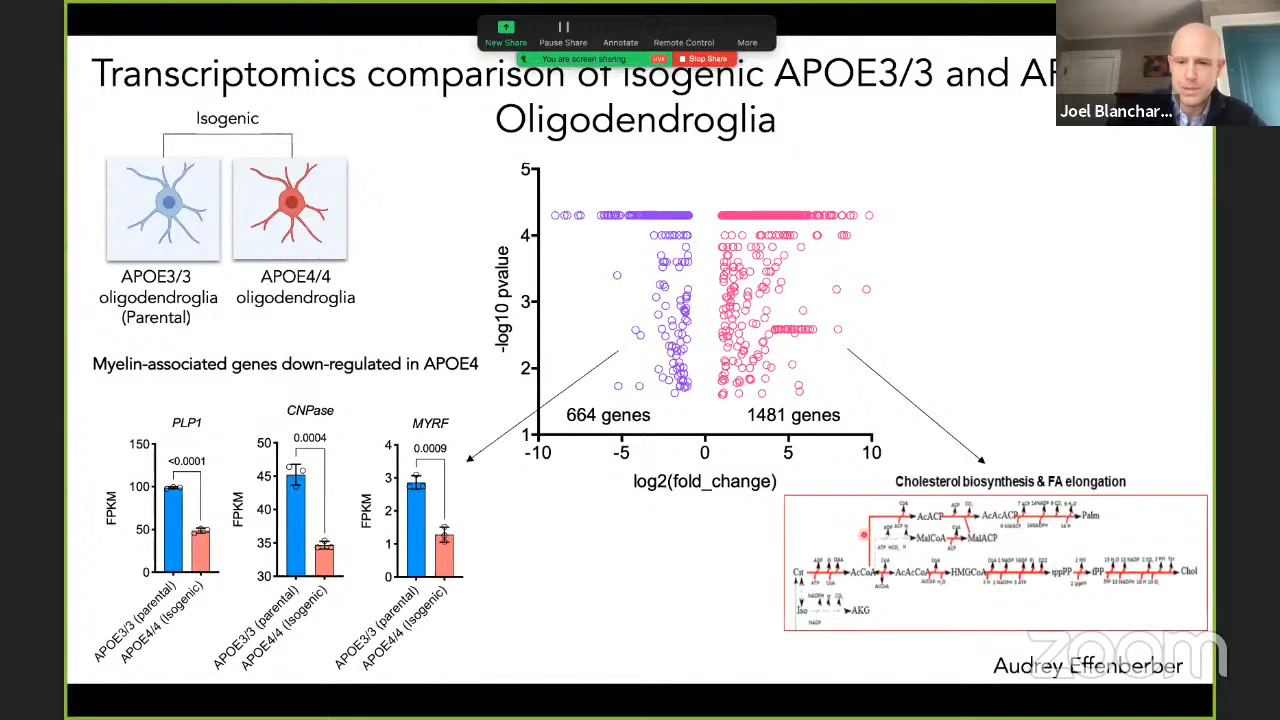 New Share
Pause Share
Annotate
Remote Control
More
You are screen sharing
LIVE
Stop Share
Joel Blanchar...
Transcriptomics comparison of Isogenic APOE3/3 and AP
Oligodendroglia
Isogenic
APOE3/3
oligodendroglia
(Parental)
APOE4/4
oligodendroglia
Myelin-associated genes down-regulated in APOE4
PLP1
<0.0001
FPKM
150
100
50
0
APOE3/3 (parental)
APOE4/4 (Isogenic)
CNPase
0.0004
FPKM
50
45
40
35
30
APOE3/3 (parental)
APOE4/4 (Isogenic)
MYRF
0.0009
FPKM
4
3
2
1
0
APOE3/3 (parental)
APOE4/4 (Isogenic)
-log10 pvalue
5
4
3
2
1
664 genes
1481 genes
-10
-5
0
5
10
log2(fold_change)
Cholesterol biosynthesis & FA elongation
AcACP
AcAcACP
Palm
MalCoA
MalACP
Cit
AcCoA
AcAcCoA
HMGCoA
ippPP
fPP
Chol
Iso
AKG
Audrey Effenberber
zoom